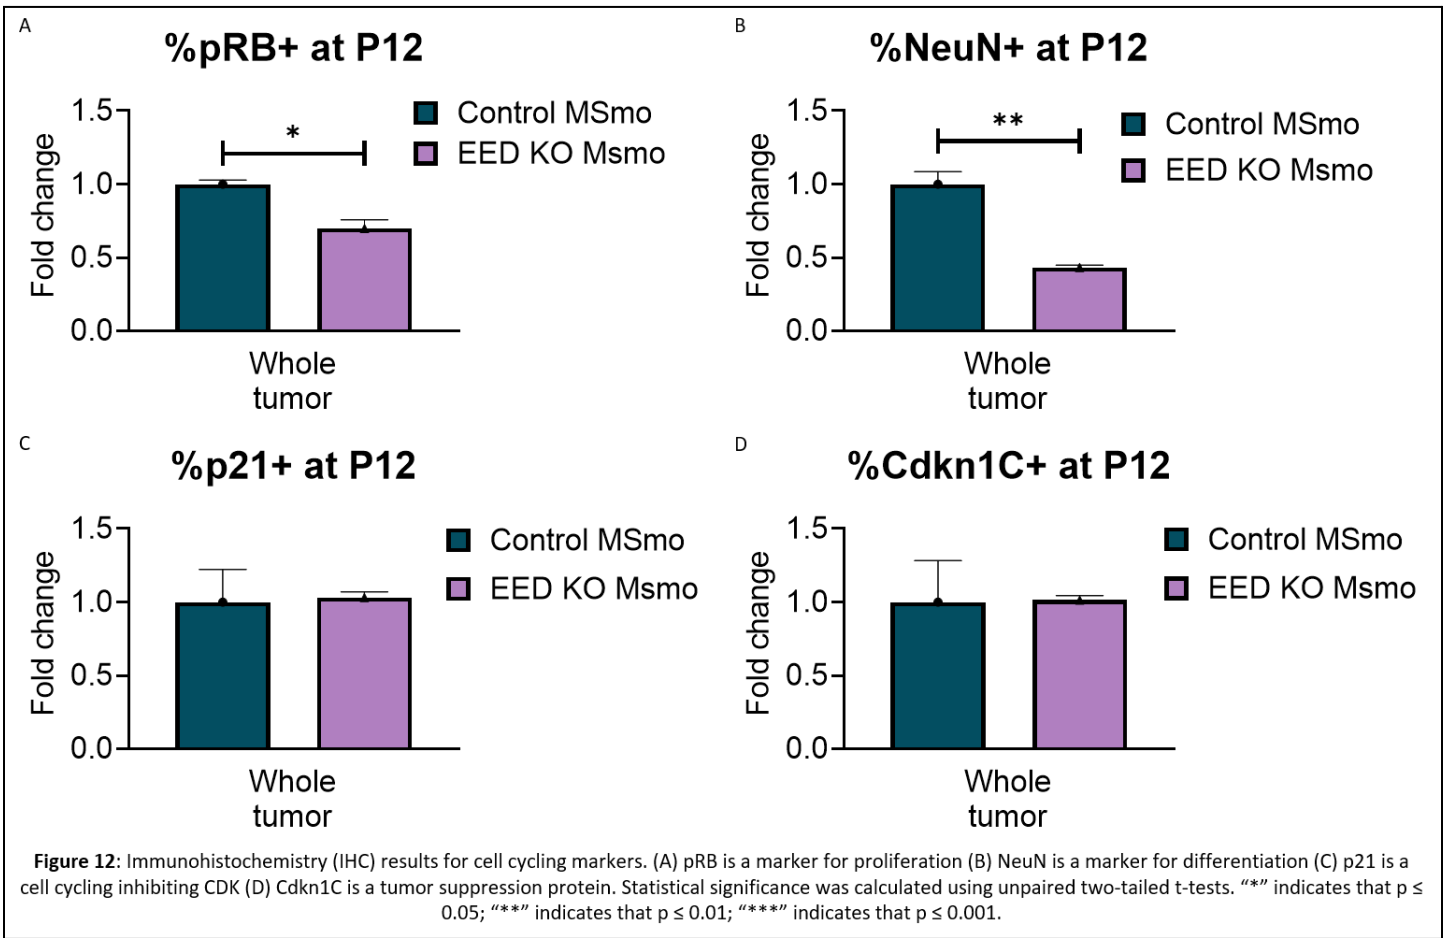 A
%pRB+ at P12
Fold change
1.5
1.0
0.5
0.0
*
Control MSmo
EED KO Msmo
Whole
tumor
B
%NeuN+ at P12
Fold change
1.5
1.0
0.5
0.0
**
Control MSmo
EED KO Msmo
Whole
tumor
C
%p21+ at P12
Fold change
1.5
1.0
0.5
0.0
Control MSmo
EED KO Msmo
Whole
tumor
D
%Cdkn1C+ at P12
Fold change
1.5
1.0
0.5
0.0
Control MSmo
EED KO Msmo
Whole
tumor
Figure 12: Immunohistochemistry (IHC) results for cell cycling markers. (A) pRB is a marker for proliferation (B) NeuN is a marker for differentiation (C) p21 is a
cell cycling inhibiting CDK (D) Cdkn1C is a tumor suppression protein. Statistical significance was calculated using unpaired two-tailed t-tests. “*” indicates that p ≤
0.05; “**” indicates that p ≤ 0.01; “***” indicates that p ≤ 0.001.